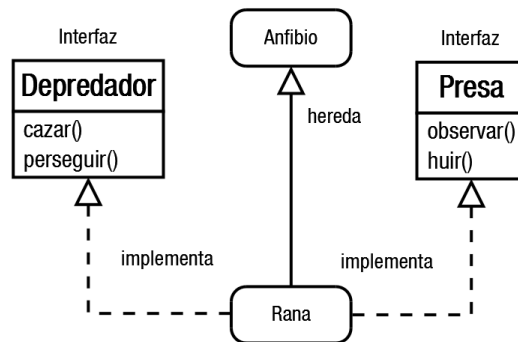 Interfaz
Depredador
cazar()
perseguir()
Anfibio
hereda
Interfaz
Presa
observar()
huir()
implementa
implementa
Rana